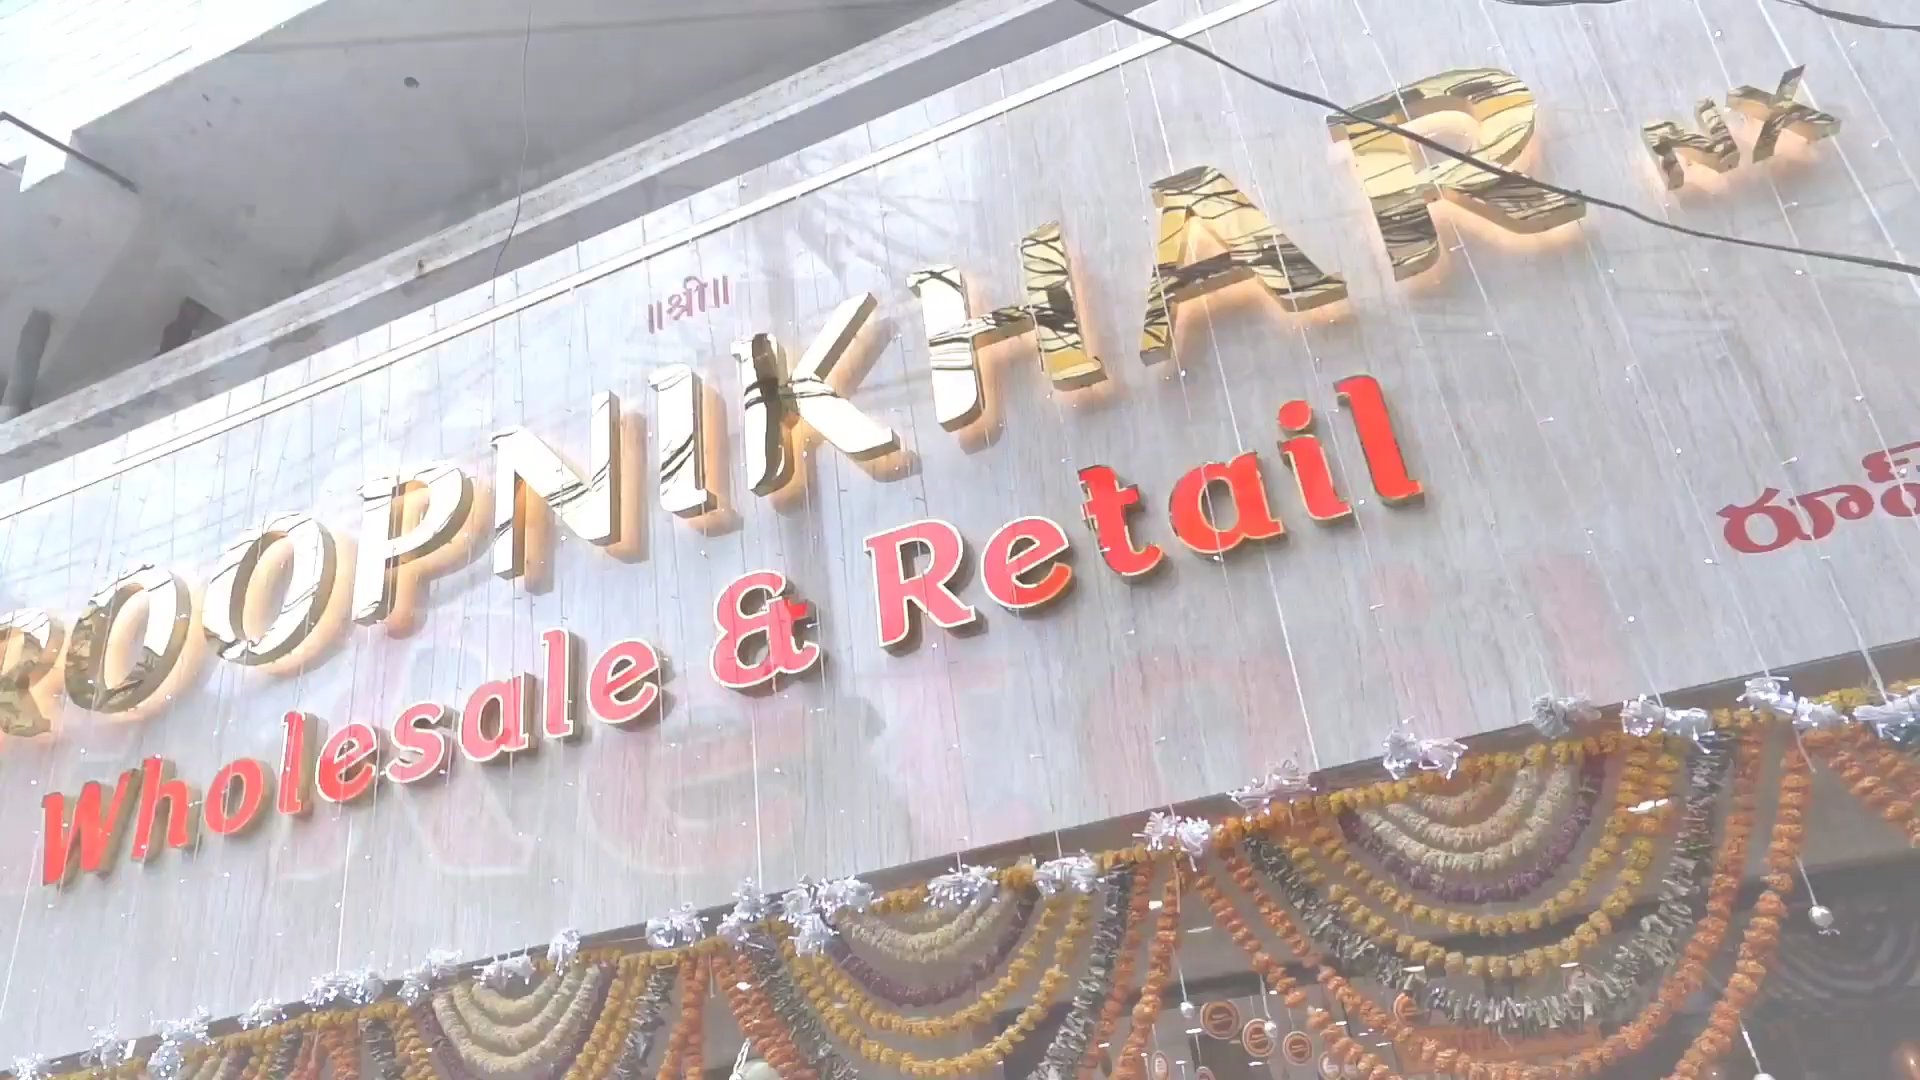 ॥श्री॥
ROOPNIKHAR NX
Wholesale & Retail